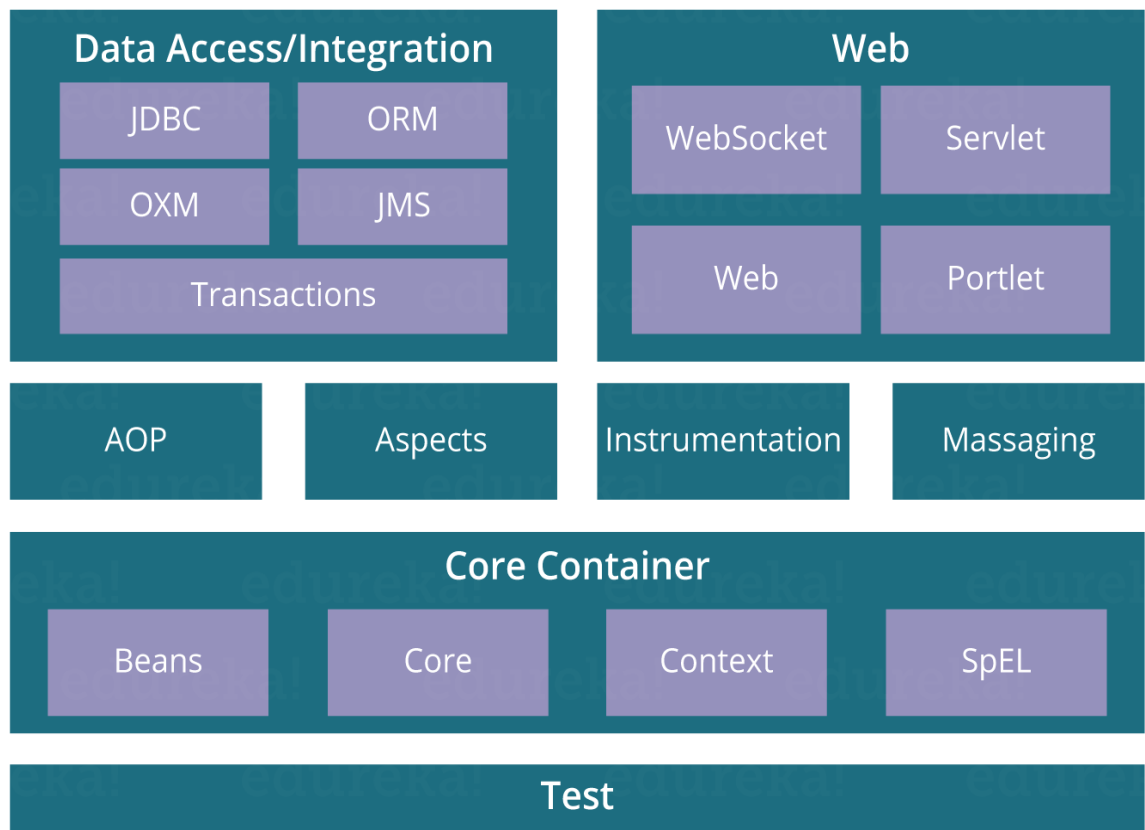 Data Access/Integration
JDBC
ORM
OXM
JMS
Transactions
Web
WebSocket
Servlet
Web
Portlet
AOP
Aspects
Instrumentation
Massaging
Core Container
Beans
Core
Context
SpEL
Test
edureka!